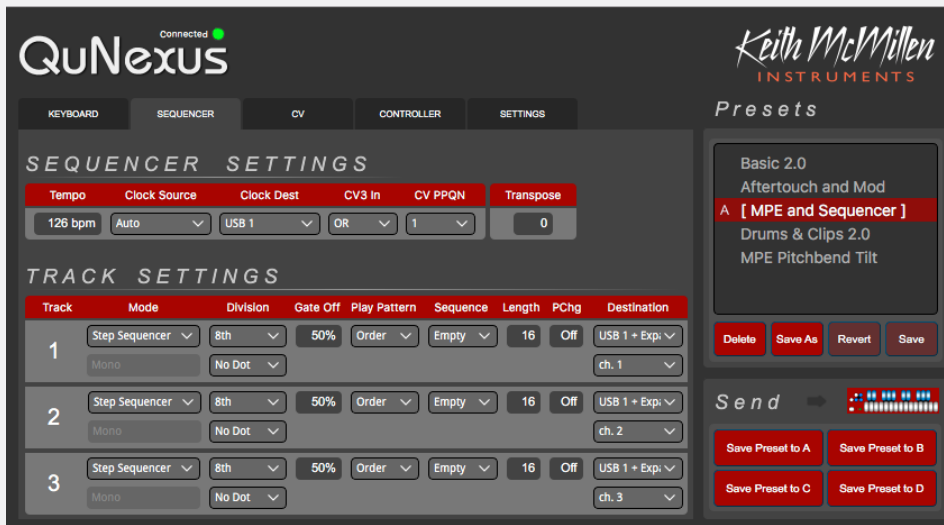 Connected
QuNexus
Keith McMillen
INSTRUMENTS
KEYBOARD SEQUENCER CV CONTROLLER SETTINGS
SEQUENCER SETTINGS
Tempo Clock Source Clock Dest CV3 In CV PPQN Transpose
126 bpm Auto USB 1 OR 1 0
TRACK SETTINGS
Track Mode Division Gate Off Play Pattern Sequence Length PChg Destination
1 Step Sequencer 8th 50% Order Empty 16 Off USB 1 + Expa
Mono No Dot ch. 1
2 Step Sequencer 8th 50% Order Empty 16 Off USB 1 + Expa
Mono No Dot ch. 2
3 Step Sequencer 8th 50% Order Empty 16 Off USB 1 + Expa
Mono No Dot ch. 3
Presets
Basic 2.0
Aftertouch and Mod
A [ MPE and Sequencer ]
Drums & Clips 2.0
MPE Pitchbend Tilt
Delete Save As Revert Save
Send
Save Preset to A Save Preset to B
Save Preset to C Save Preset to D